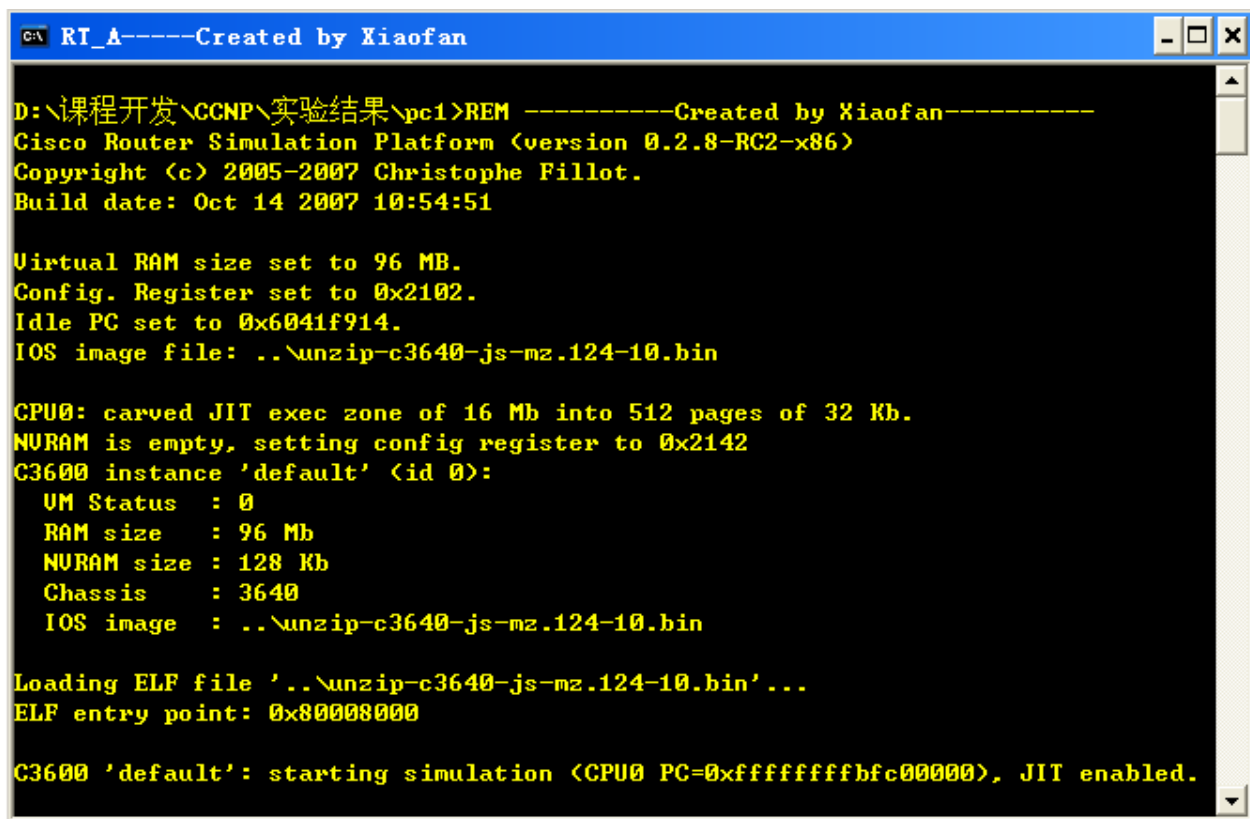 RT_A-----Created by Xiaofan
D:\课程开发\CCNP\实验结果\pc1>REM ----------Created by Xiaofan----------
Cisco Router Simulation Platform (version 0.2.8-RC2-x86)
Copyright (c) 2005-2007 Christophe Fillot.
Build date: Oct 14 2007 10:54:51
Virtual RAM size set to 96 MB.
Config. Register set to 0x2102.
Idle PC set to 0x6041f914.
IOS image file: ..\unzip-c3640-js-mz.124-10.bin
CPU0: carved JIT exec zone of 16 Mb into 512 pages of 32 Kb.
NVRAM is empty, setting config register to 0x2142
C3600 instance 'default' (id 0):
VM Status : 0
RAM size : 96 Mb
NVRAM size : 128 Kb
Chassis : 3640
IOS image : ..\unzip-c3640-js-mz.124-10.bin
Loading ELF file '..\unzip-c3640-js-mz.124-10.bin'...
ELF entry point: 0x80008000
C3600 'default': starting simulation (CPU0 PC=0xffffffffbfc00000), JIT enabled.